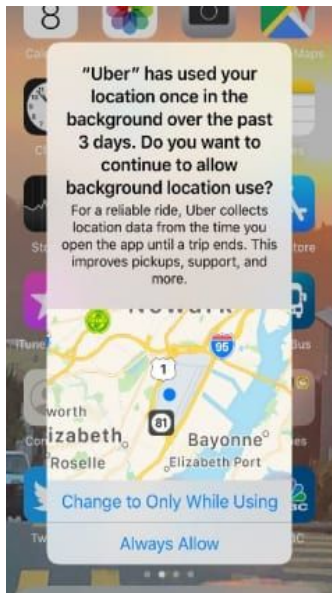 8
Maps
"Uber" has used your
location once in the
background over the past
3 days. Do you want to
continue to allow
background location use?
For a reliable ride, Uber collects
location data from the time you
open the app until a trip ends. This
improves pickups, support, and
more.
Newark
95
1
81
worth
izabeth
Bayonne
Roselle
Elizabeth Port
Change to Only While Using
Always Allow